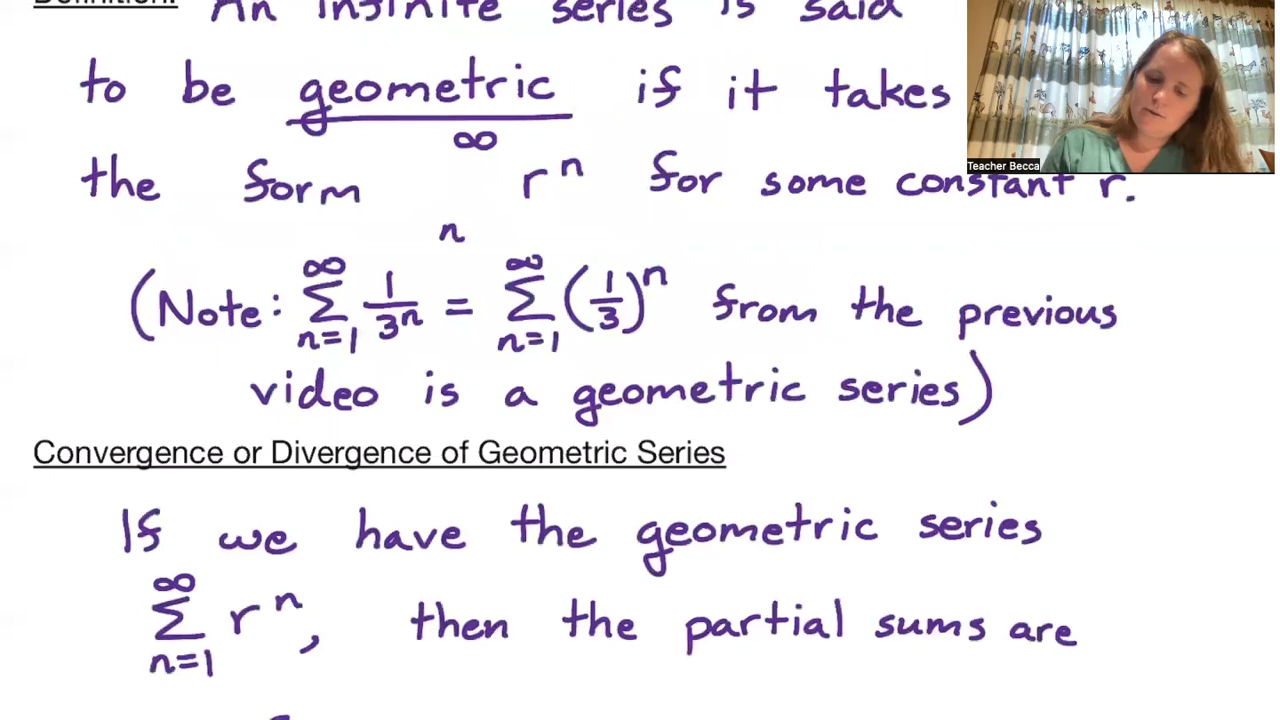 Definition: An infinite series is said
Teacher Becca
to be geometric if it takes
the form ∞ n rⁿ for some constant r.
(Note: ∞ Σ n=1 1/3ⁿ = ∞ Σ n=1 (1/3)ⁿ from the previous
video is a geometric series)
Convergence or Divergence of Geometric Series
If we have the geometric series
∞ Σ n=1 rⁿ, then the partial sums are